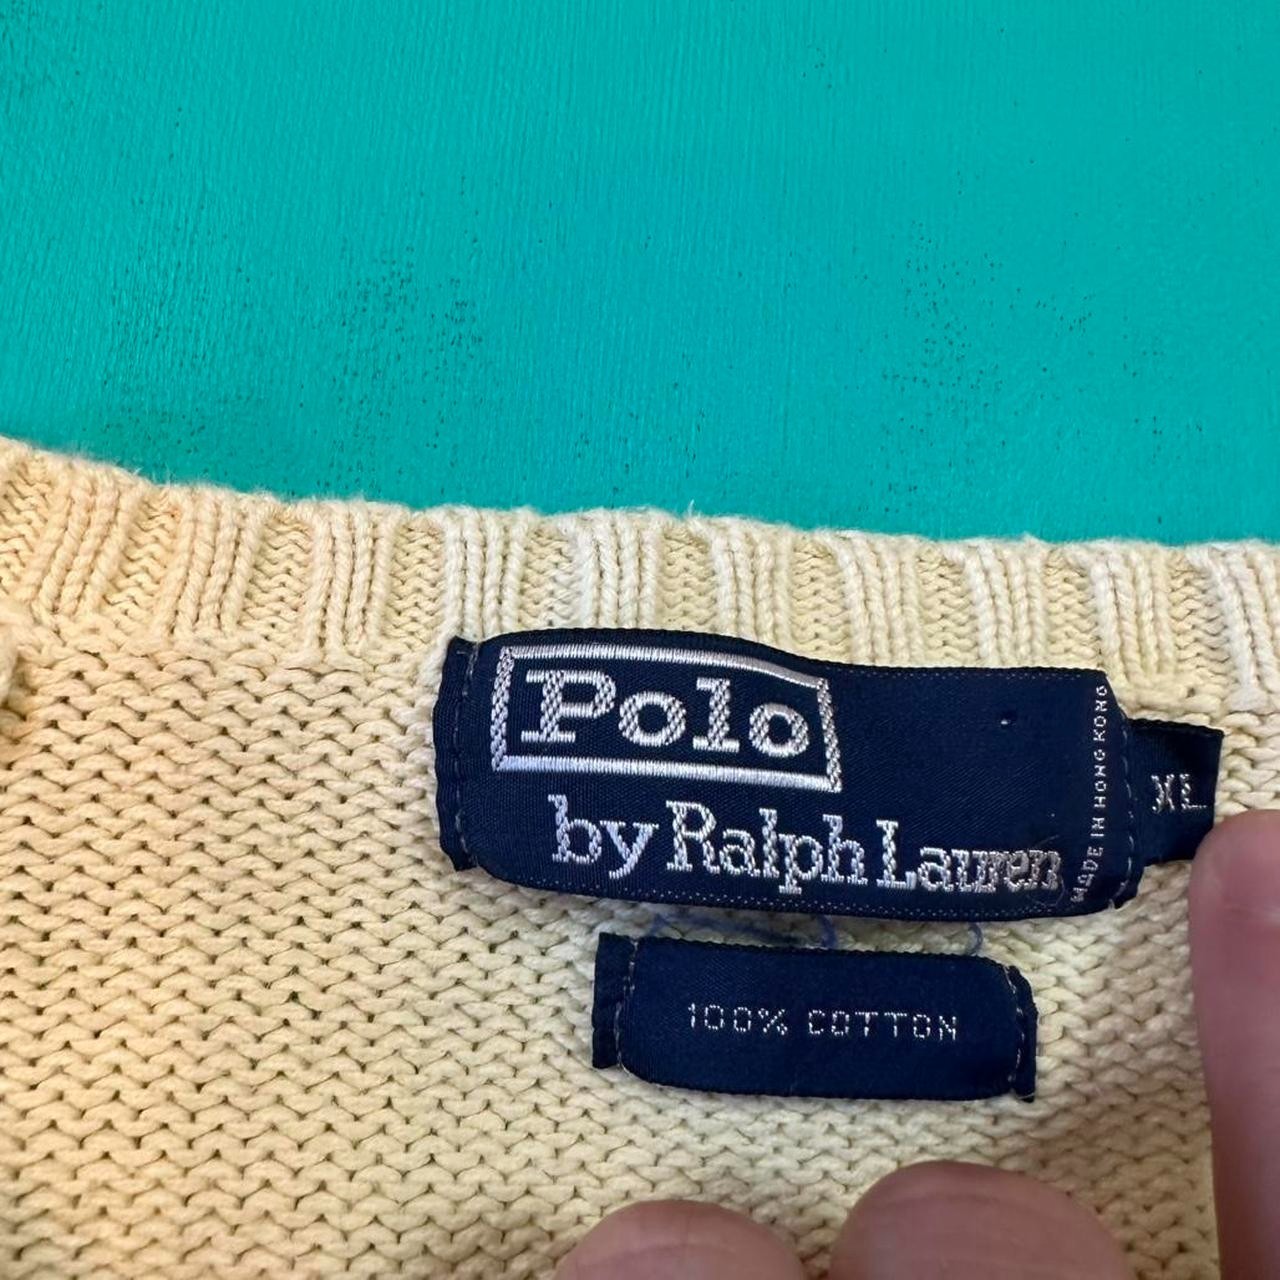 Polo
by Ralph Lauren
MADE IN HONG KONG
XL
100% COTTON